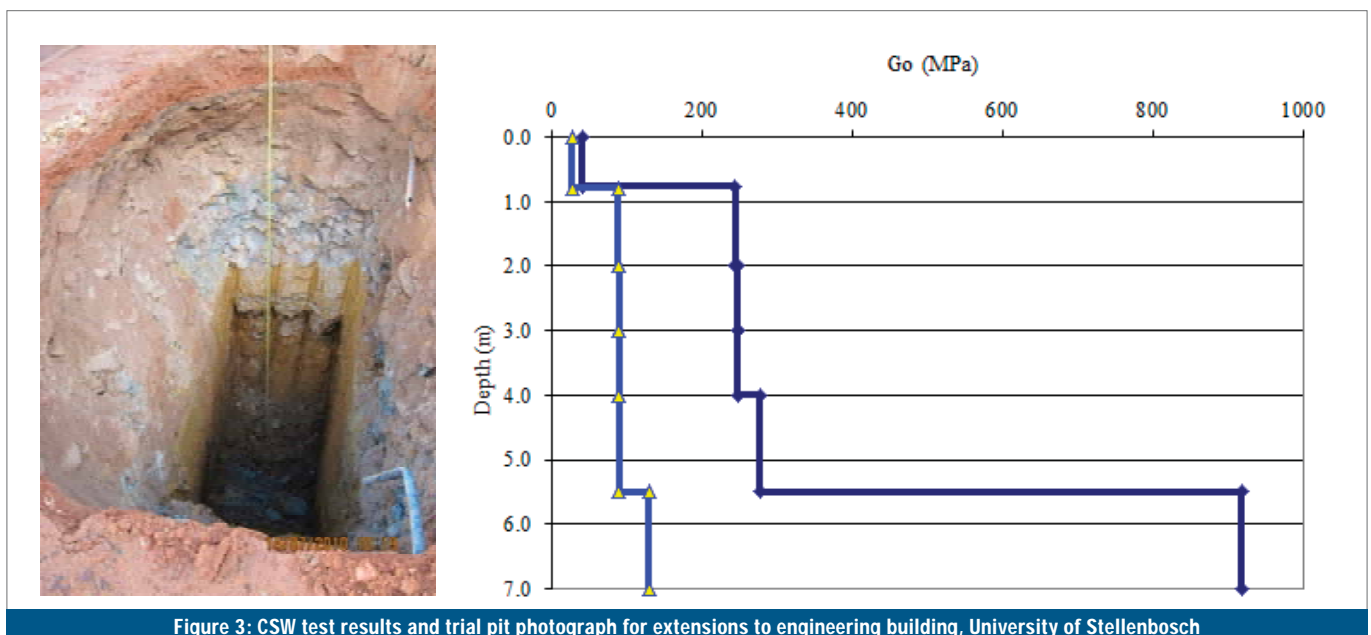 Go (MPa)
0 200 400 600 800 1000
0.0
1.0
2.0
3.0
4.0
5.0
6.0
7.0
Depth (m)
Figure 3: CSW test results and trial pit photograph for extensions to engineering building, University of Stellenbosch